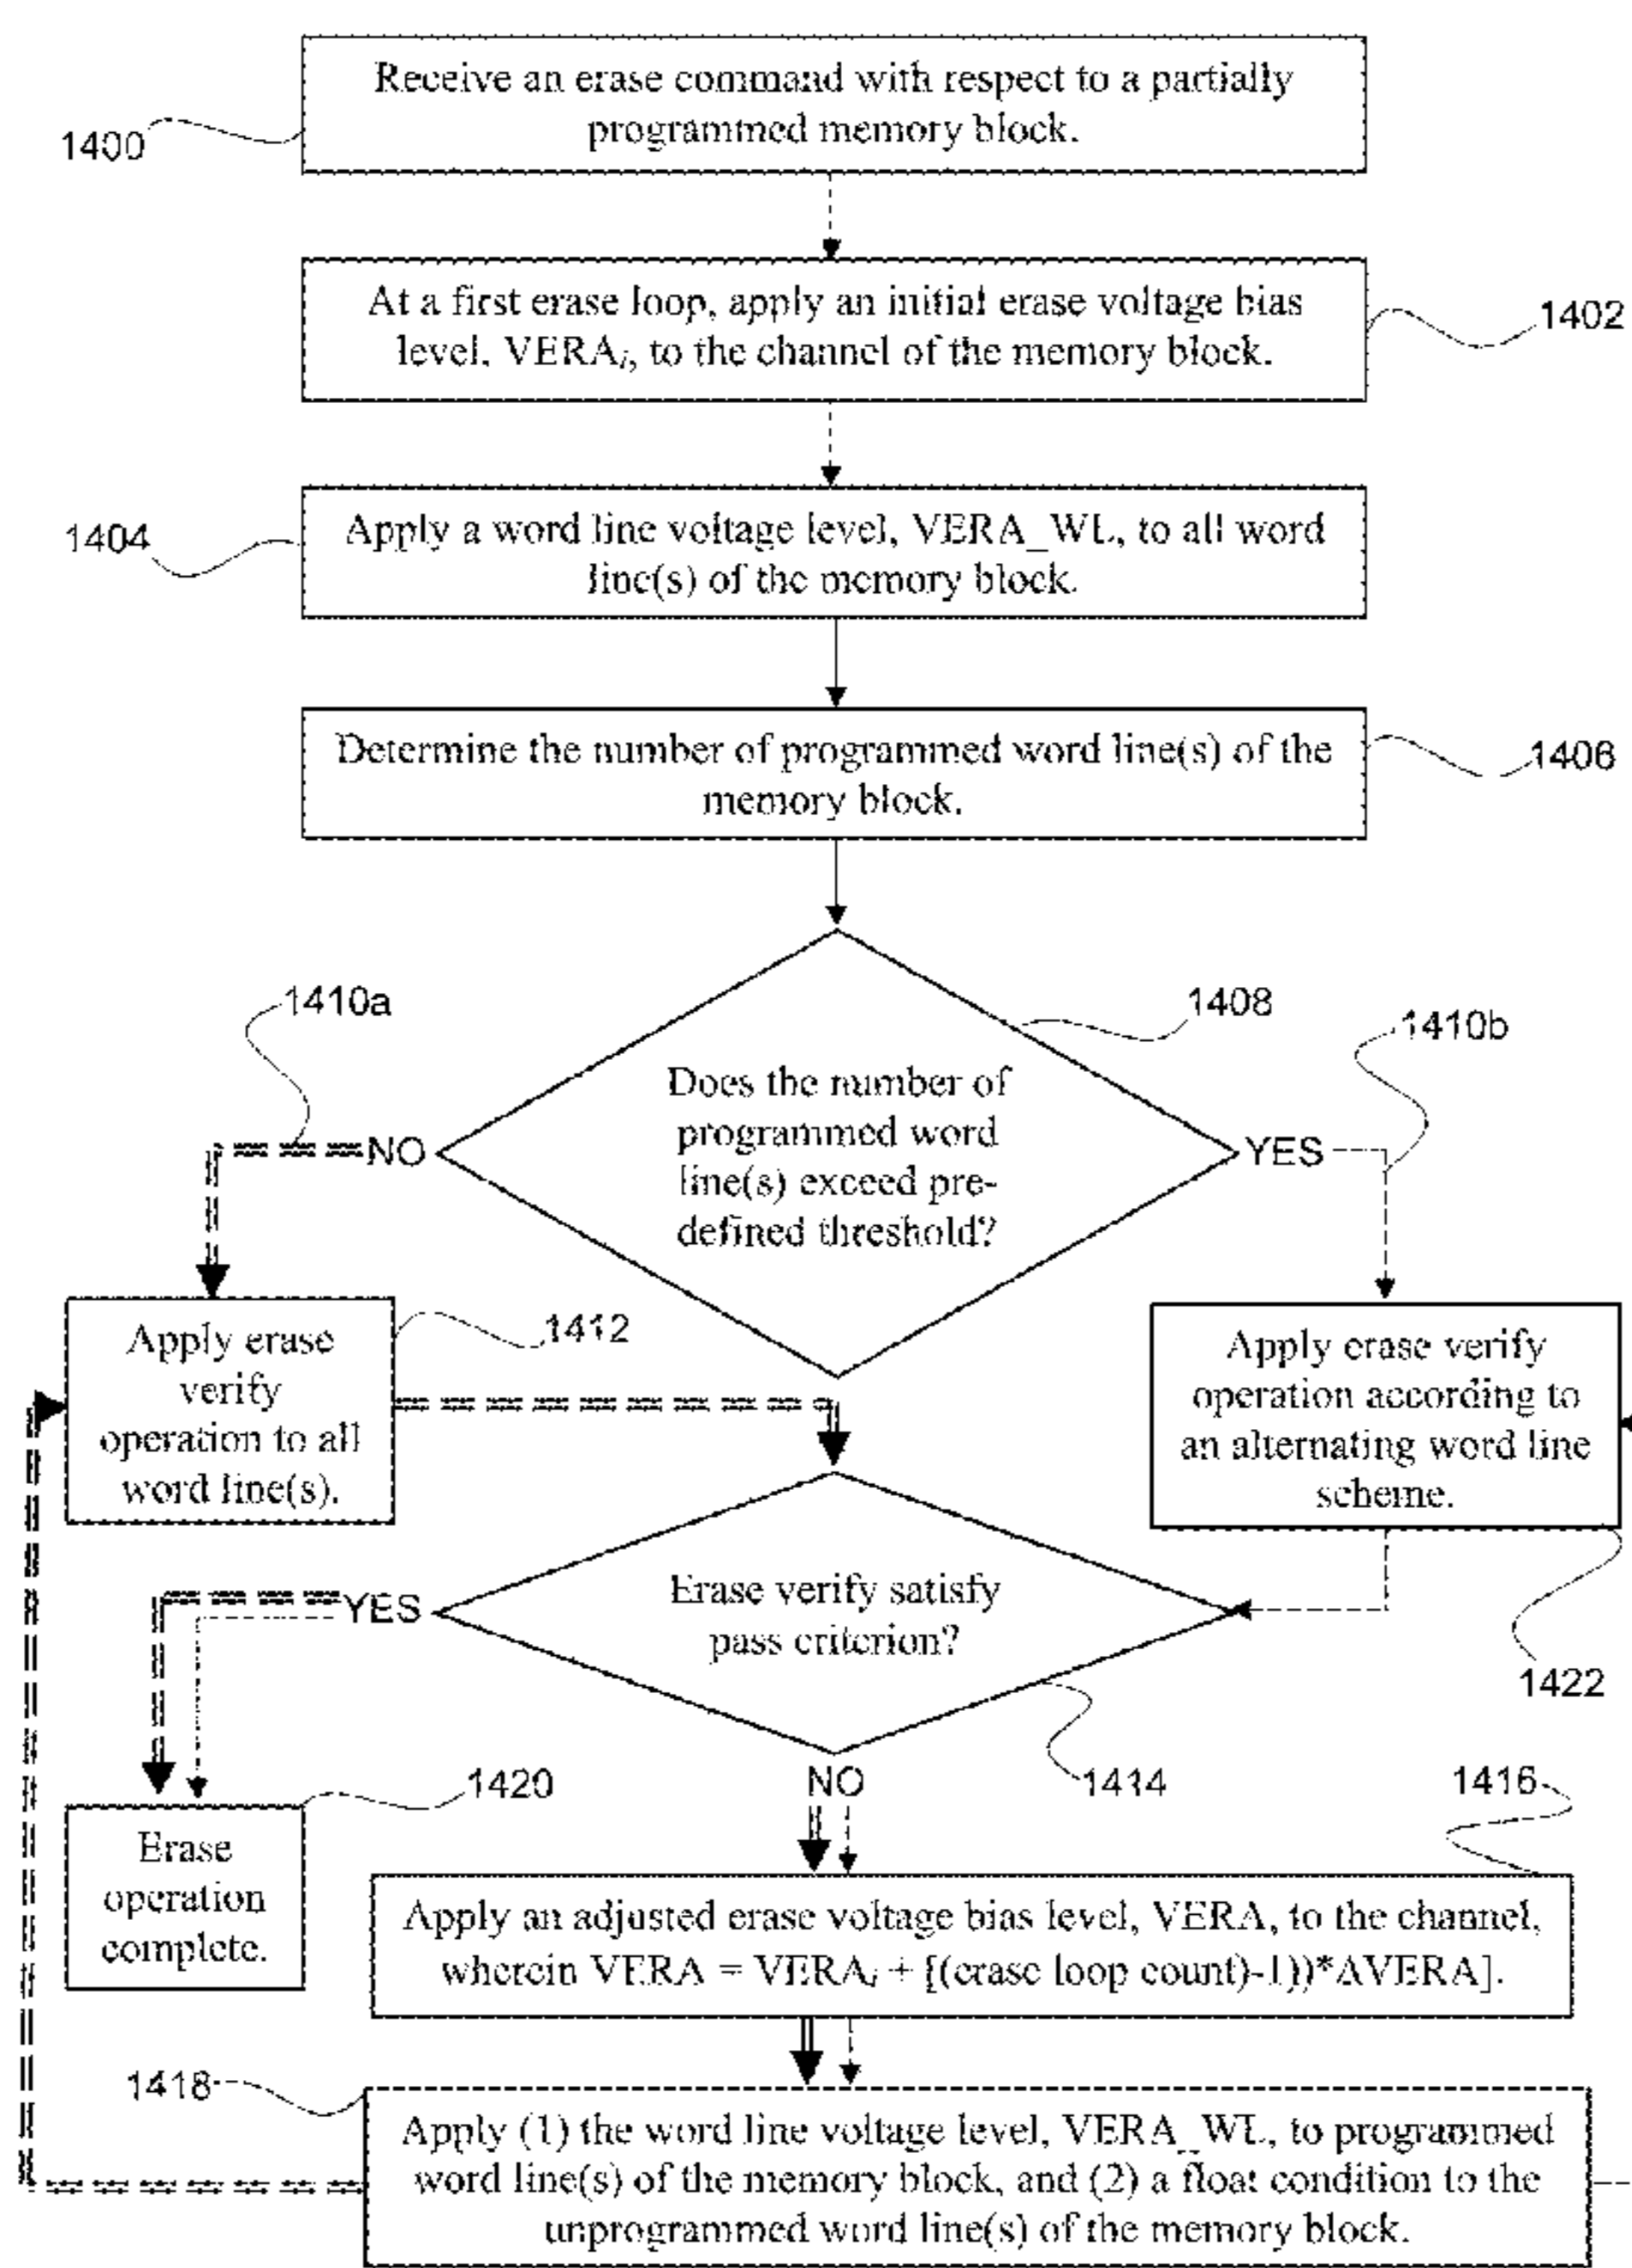 Receive an erase command with respect to a partially
programmed memory block.
1400
At a first erase loop, apply an initial erase voltage bias
level, VERAi, to the channel of the memory block.
1402
Apply a word line voltage level, VERA_WL, to all word
line(s) of the memory block.
1404
Determine the number of programmed word line(s) of the
memory block.
1406
1410a
1408
1410b
Does the number of
programmed word
line(s) exceed pre-
defined threshold?
NO
YES
Apply erase
verify
operation to all
word line(s).
1412
Apply erase verify
operation according to
an alternating word line
scheme.
1422
Erase verify satisfy
pass criterion?
YES
NO
1414
1420
1416
Erase
operation
complete.
Apply an adjusted erase voltage bias level, VERA, to the channel,
wherein VERA = VERAi + [(erase loop count)-1))*ΔVERA].
1418
Apply (1) the word line voltage level, VERA_WL, to programmed
word line(s) of the memory block, and (2) a float condition to the
unprogrammed word line(s) of the memory block.